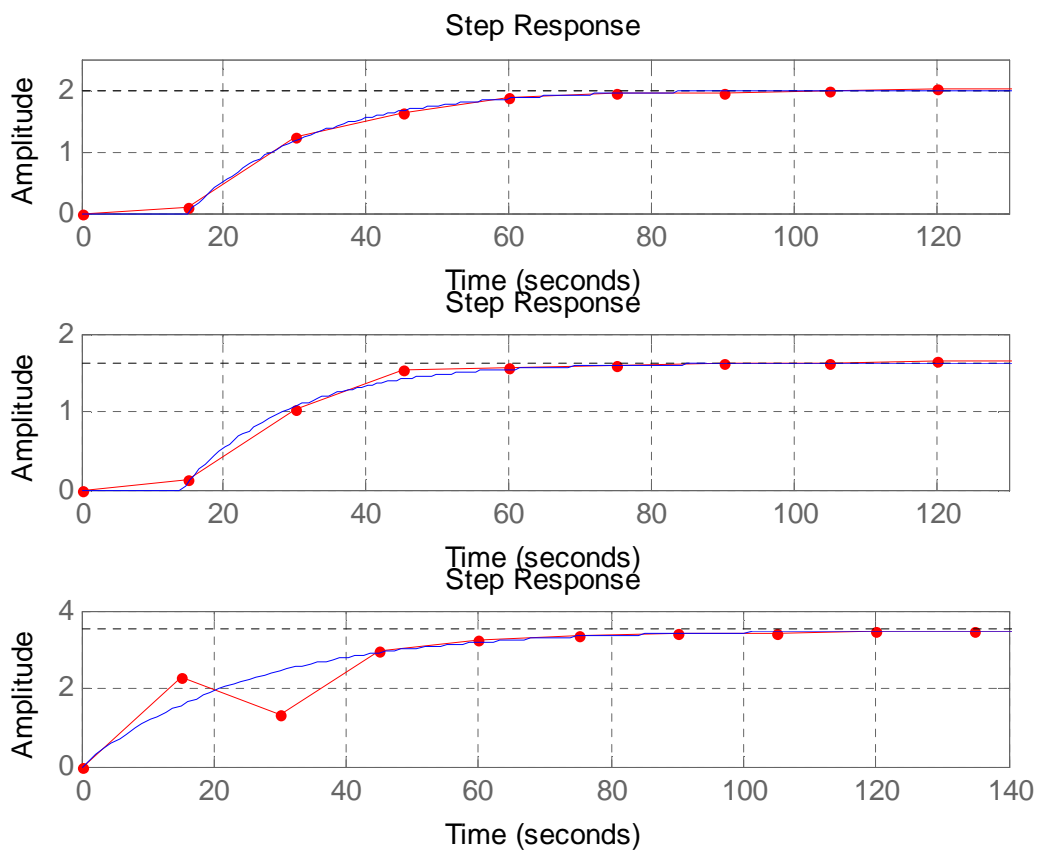 Step Response
Amplitude
2
1
0
0 20 40 60 80 100 120
Time (seconds)
Step Response
Amplitude
2
1
0
0 20 40 60 80 100 120
Time (seconds)
Step Response
Amplitude
4
2
0
0 20 40 60 80 100 120 140
Time (seconds)